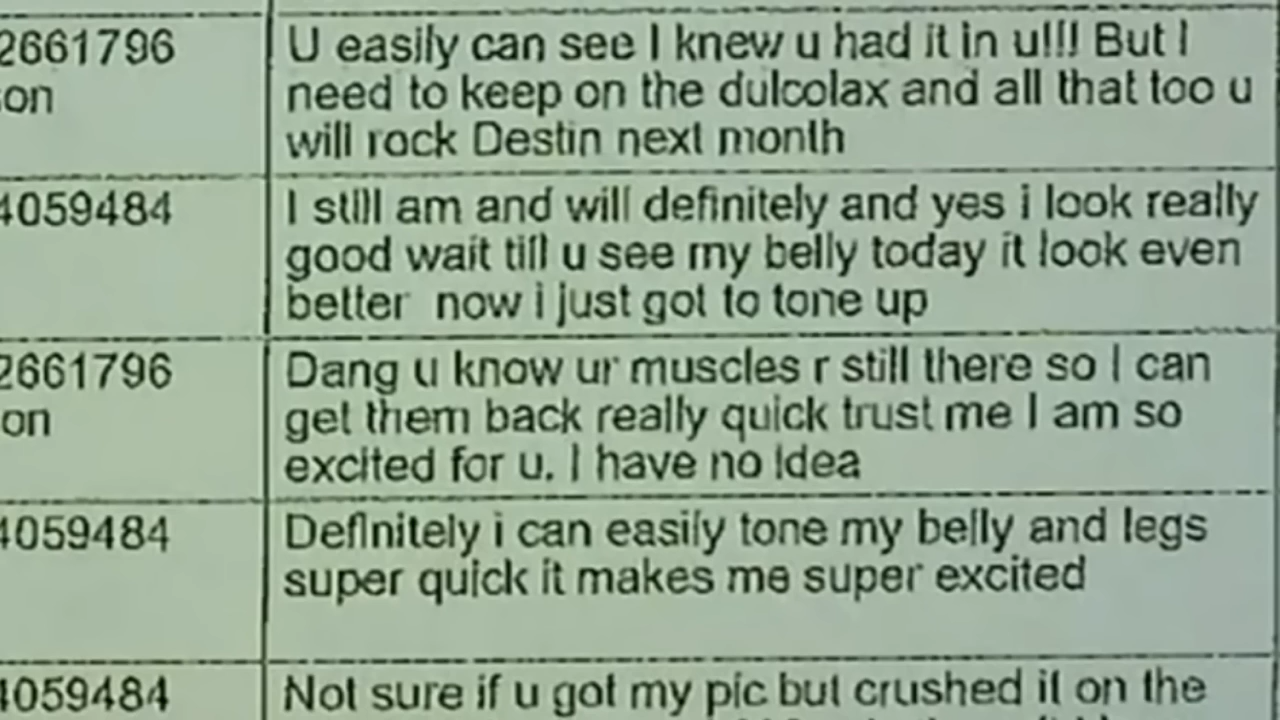 2661796
on
U easily can see I knew u had it in u!!! But I
need to keep on the dulcolax and all that too u
will rock Destin next month
4059484
I still am and will definitely and yes i look really
good wait till u see my belly today it look even
better now i just got to tone up
2661796
on
Dang u know ur muscles r still there so I can
get them back really quick trust me I am so
excited for u. I have no idea
4059484
Definitely i can easily tone my belly and legs
super quick it makes me super excited
4059484
Not sure if u got my pic but crushed it on the